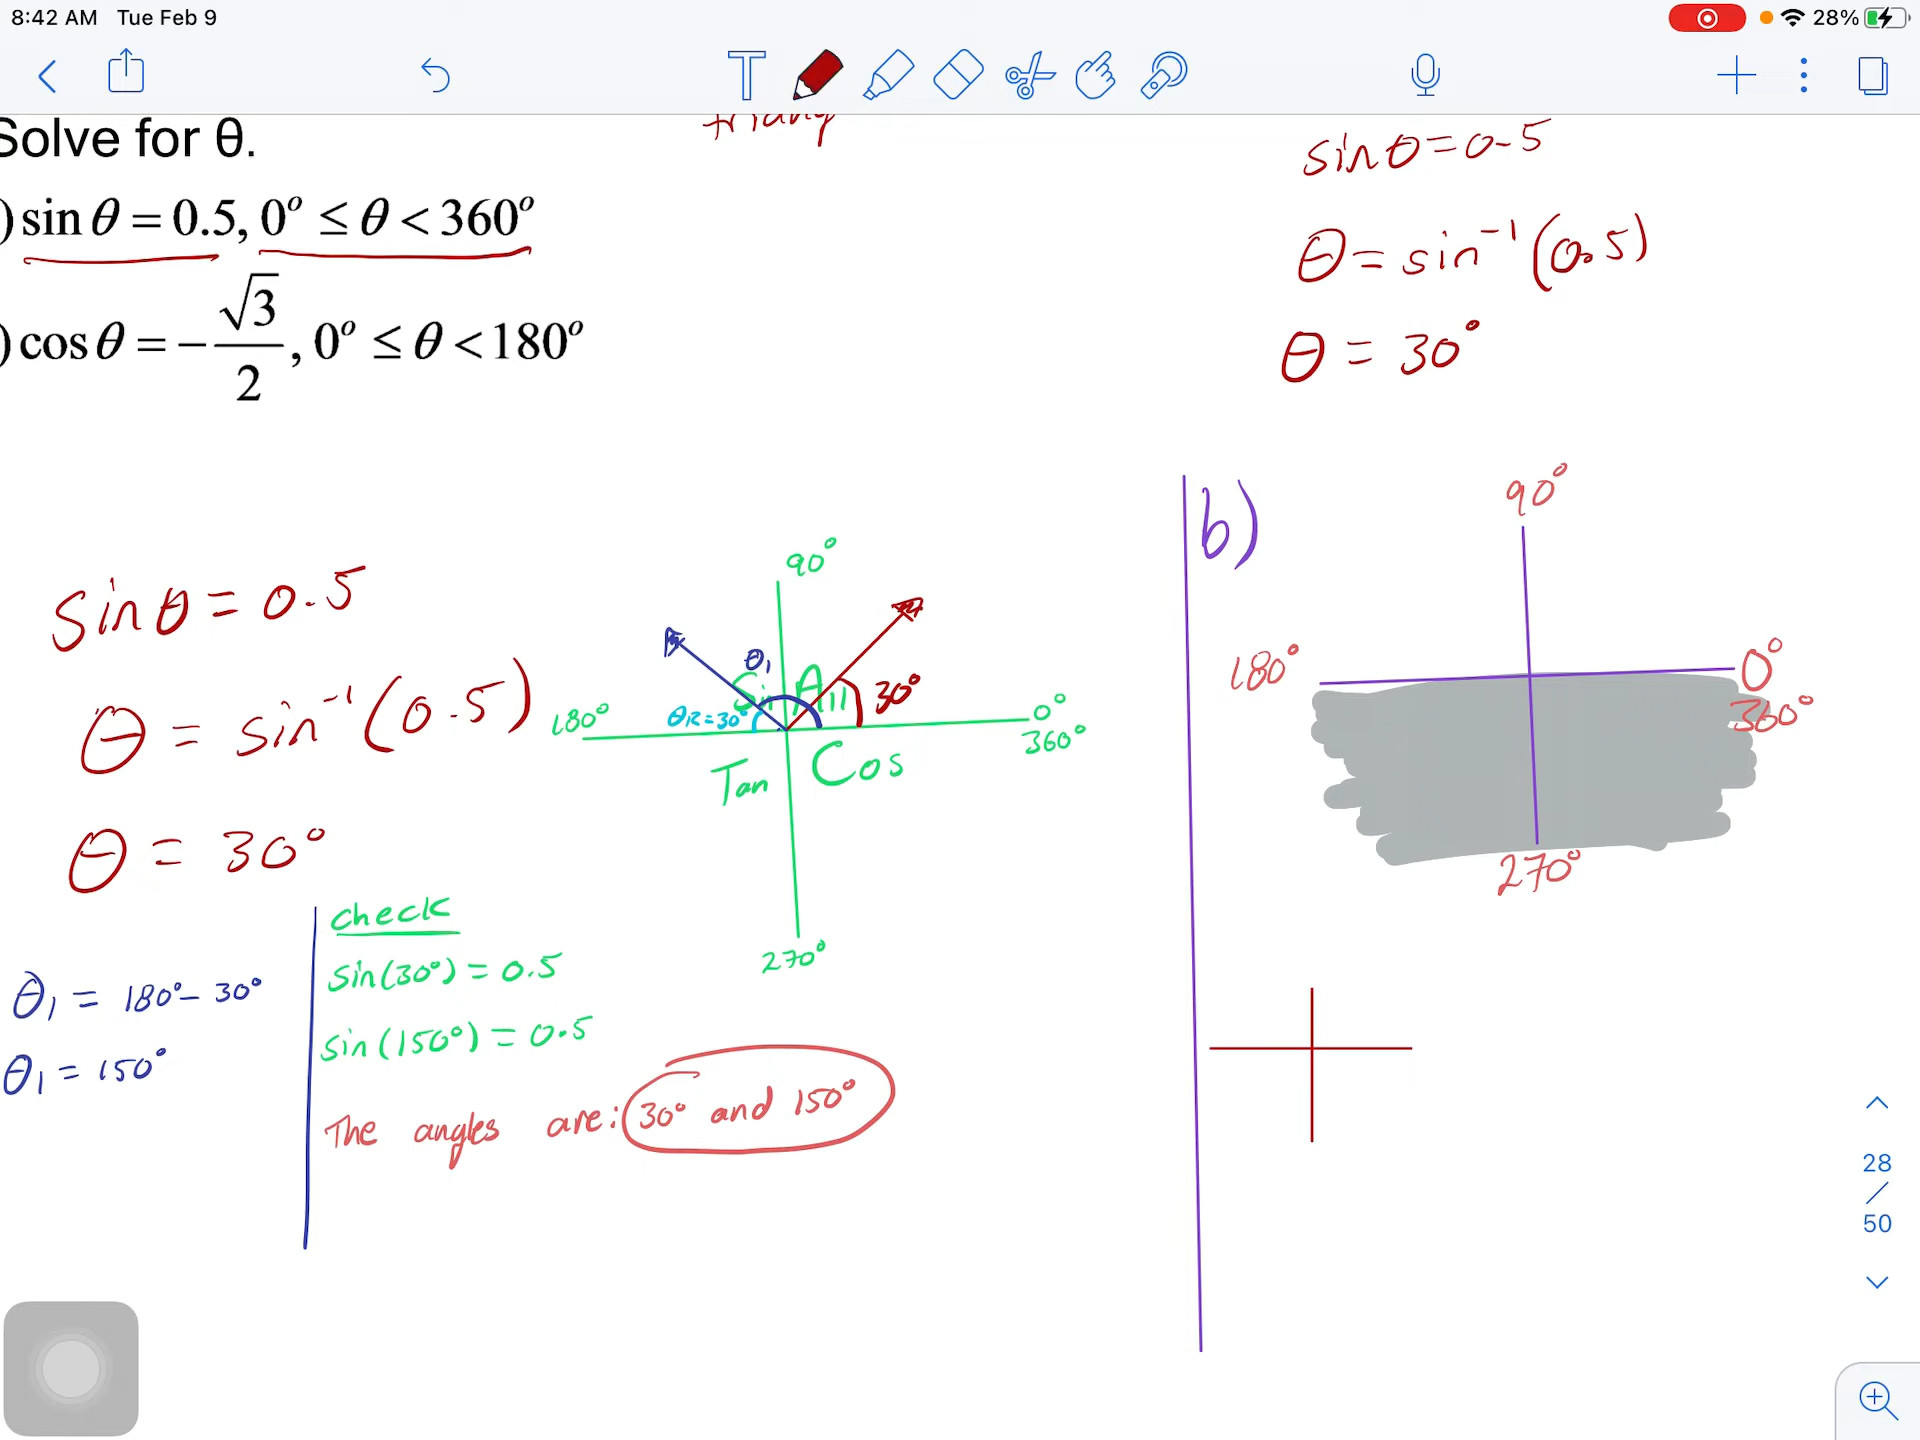 8:42 AM Tue Feb 9
28%
T
Solve for θ.
) sin θ = 0.5, 0° ≤ θ < 360°
) cos θ = -√3/2, 0° ≤ θ < 180°
sin θ = 0.5
θ = sin⁻¹(0.5)
θ = 30°
sin θ = 0.5
θ = sin⁻¹(0.5)
θ = 30°
θ₁ = 180° - 30°
θ₁ = 150°
check
sin(30°) = 0.5
sin(150°) = 0.5
The angles are: 30° and 150°
90°
θ₁
Sin All
30°
180°
θR = 30°
0°
360°
Tan Cos
270°
b)
90°
180°
0°
360°
270°
28
/
50